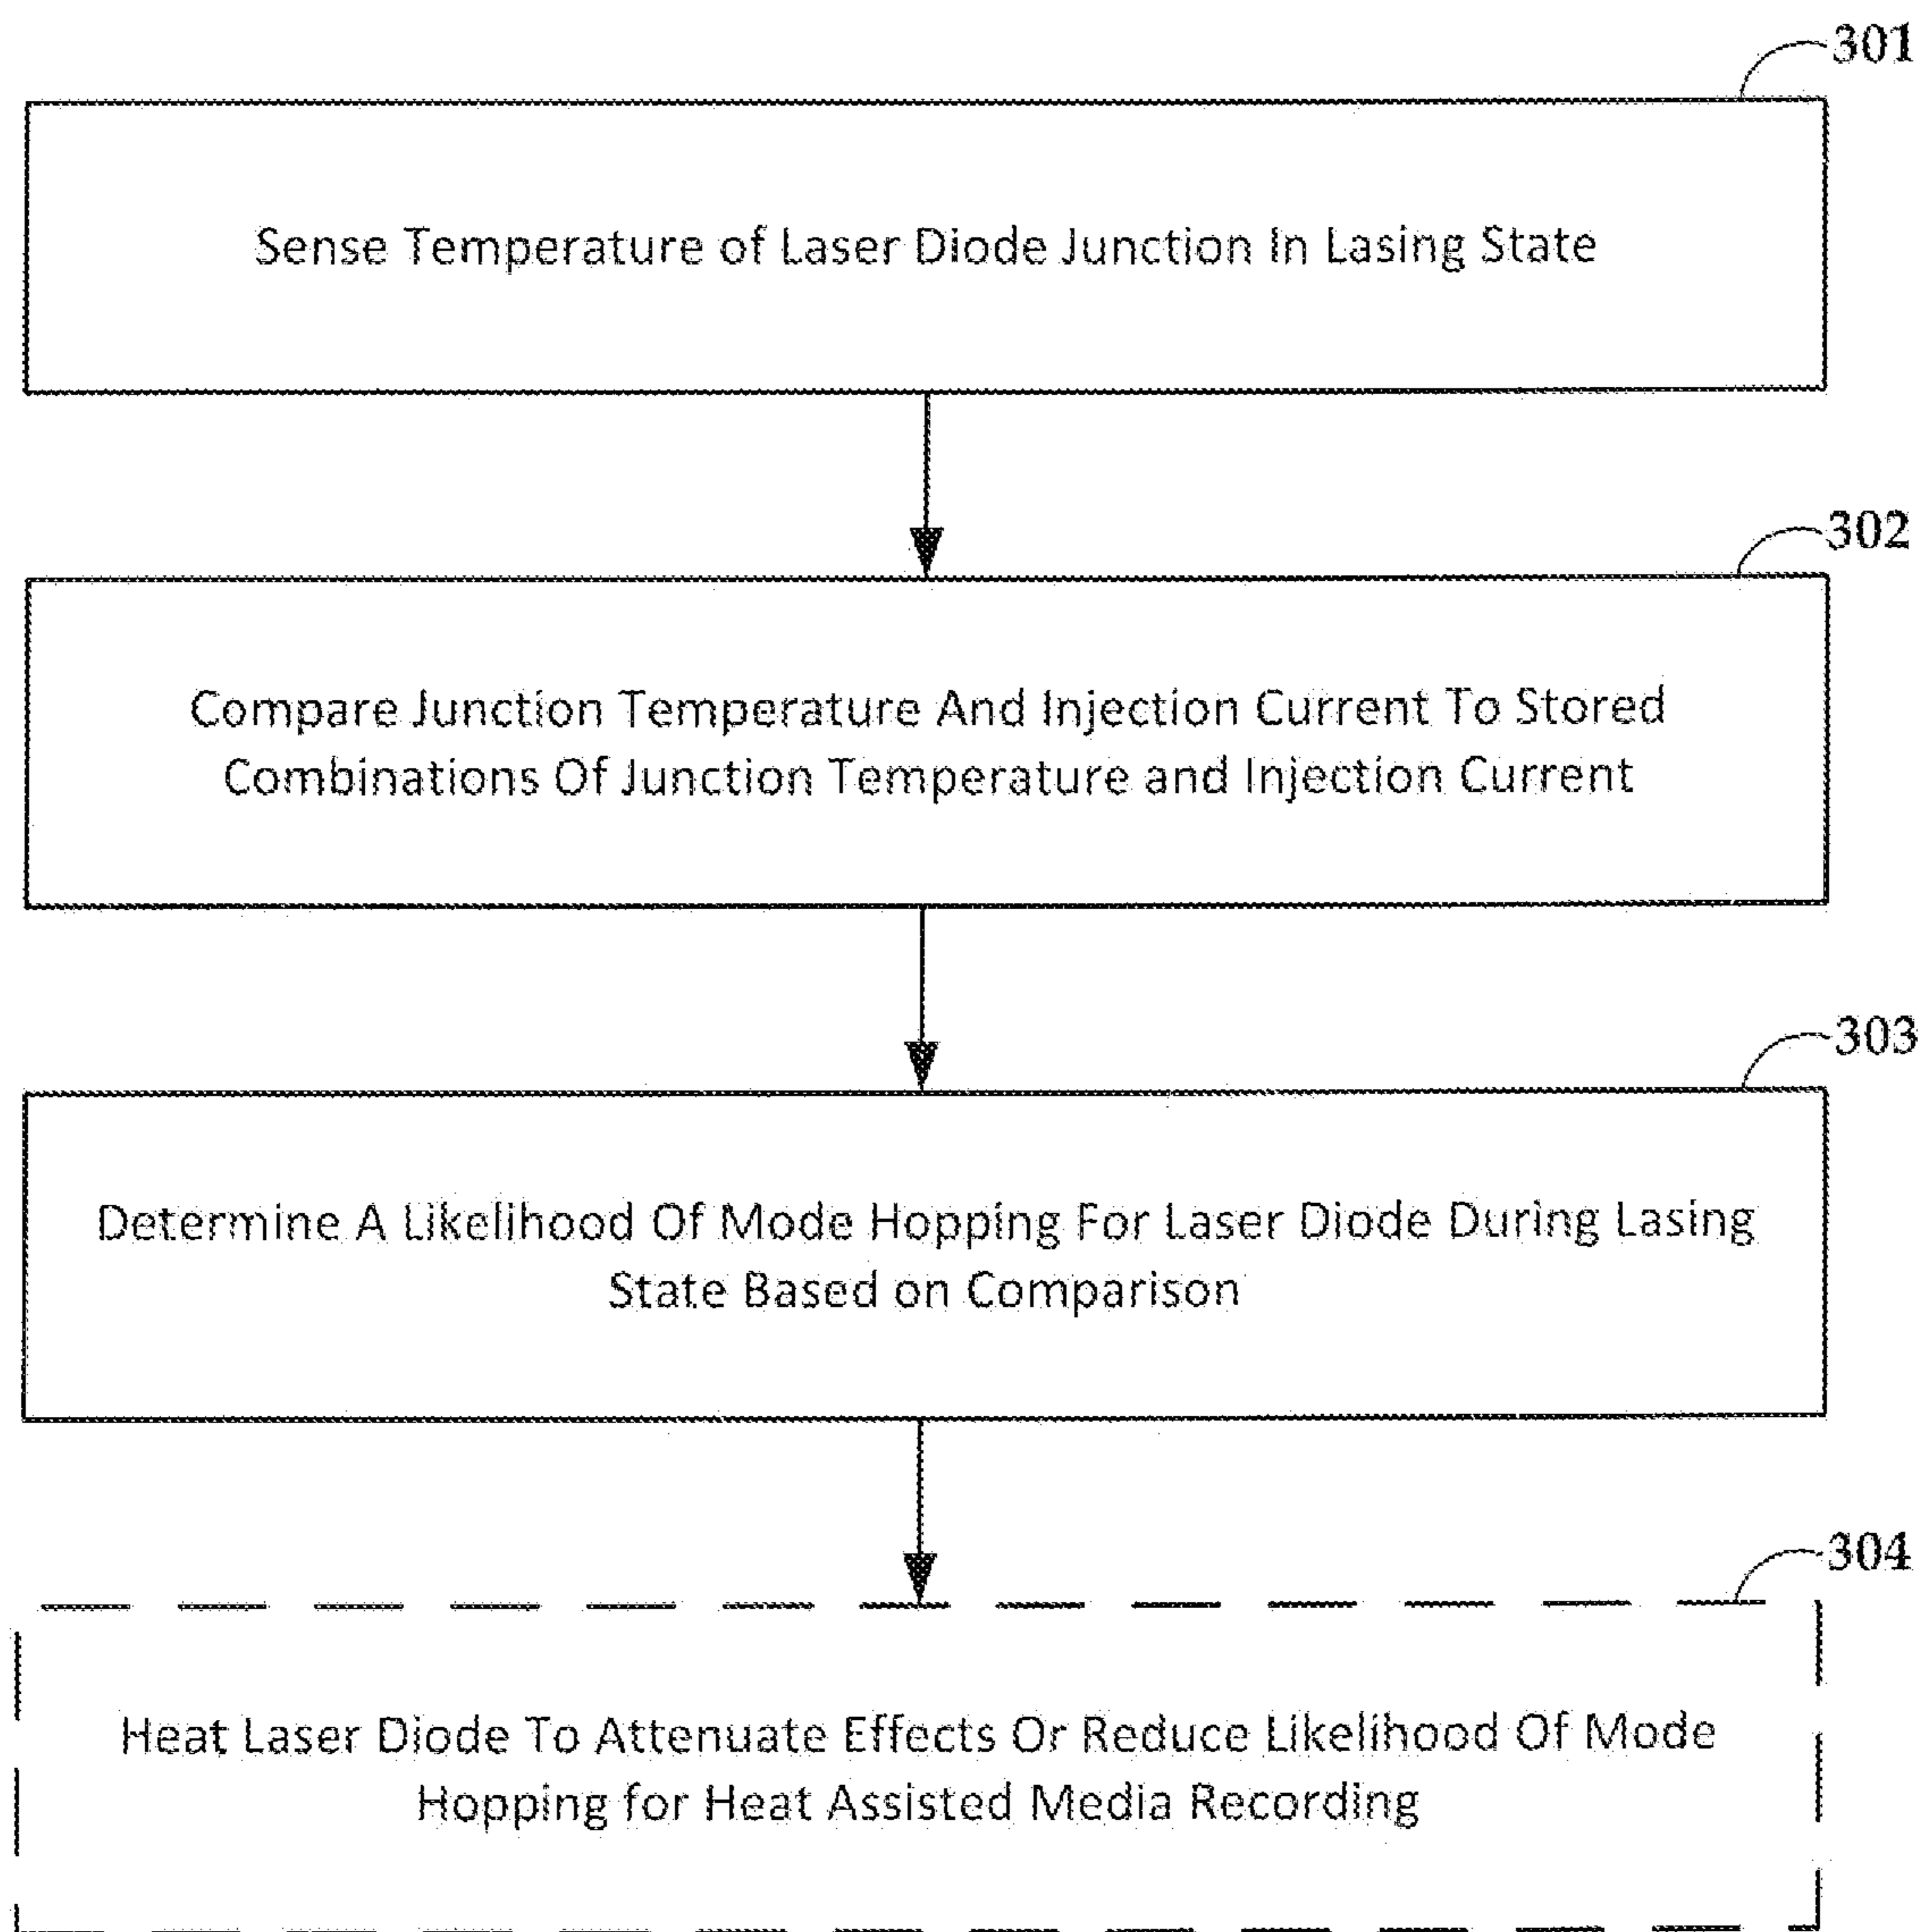 301
Sense Temperature of Laser Diode Junction In Lasing State
302
Compare Junction Temperature And Injection Current To Stored
Combinations Of Junction Temperature and Injection Current
303
Determine A Likelihood Of Mode Hopping For Laser Diode During Lasing
State Based on Comparison
304
Heat Laser Diode To Attenuate Effects Or Reduce Likelihood Of Mode
Hopping for Heat Assisted Media Recording